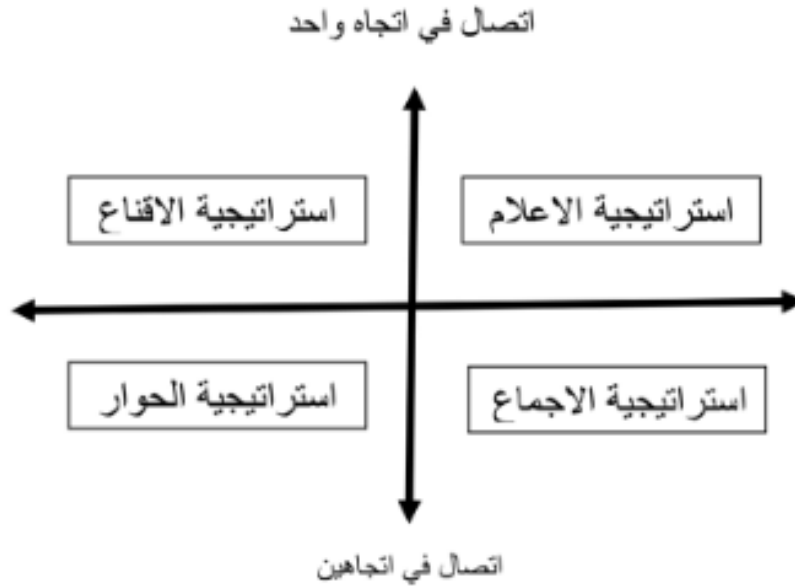 اتصال في اتجاه واحد
استراتيجية الاعلام
استراتيجية الاقناع
استراتيجية الاجماع
استراتيجية الحوار
اتصال في اتجاهين